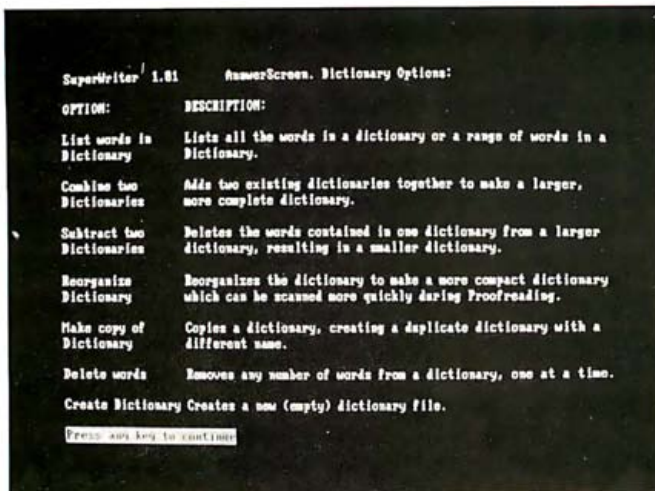 SuperWriter 1.01 AnswerScreen. Dictionary Options:
OPTION: DESCRIPTION:
List words in Lists all the words in a dictionary or a range of words in a
Dictionary Dictionary.
Combine two Adds two existing dictionaries together to make a larger,
Dictionaries more complete dictionary.
Subtract two Deletes the words contained in one dictionary from a larger
Dictionaries dictionary, resulting in a smaller dictionary.
Reorganize Reorganizes the dictionary to make a more compact dictionary
Dictionary which can be scanned more quickly during Proofreading.
Make copy of Copies a dictionary, creating a duplicate dictionary with a
Dictionary different name.
Delete words Removes any number of words from a dictionary, one at a time.
Create Dictionary Creates a new (empty) dictionary file.
Press any key to continue